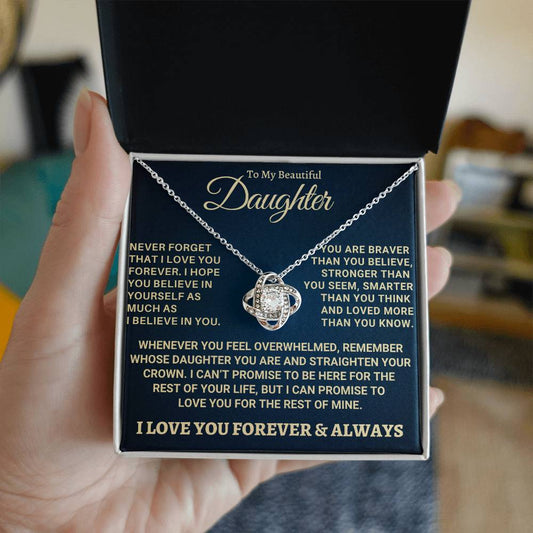 To My Beautiful
Daughter
NEVER FORGET
THAT I LOVE YOU
FOREVER. I HOPE
YOU BELIEVE IN
YOURSELF AS
MUCH AS
I BELIEVE IN YOU.
YOU ARE BRAVER
THAN YOU BELIEVE,
STRONGER THAN
YOU SEEM, SMARTER
THAN YOU THINK
AND LOVED MORE
THAN YOU KNOW.
WHENEVER YOU FEEL OVERWHELMED, REMEMBER
WHOSE DAUGHTER YOU ARE AND STRAIGHTEN YOUR
CROWN. I CAN'T PROMISE TO BE HERE FOR THE
REST OF YOUR LIFE, BUT I CAN PROMISE TO
LOVE YOU FOR THE REST OF MINE.
I LOVE YOU FOREVER & ALWAYS